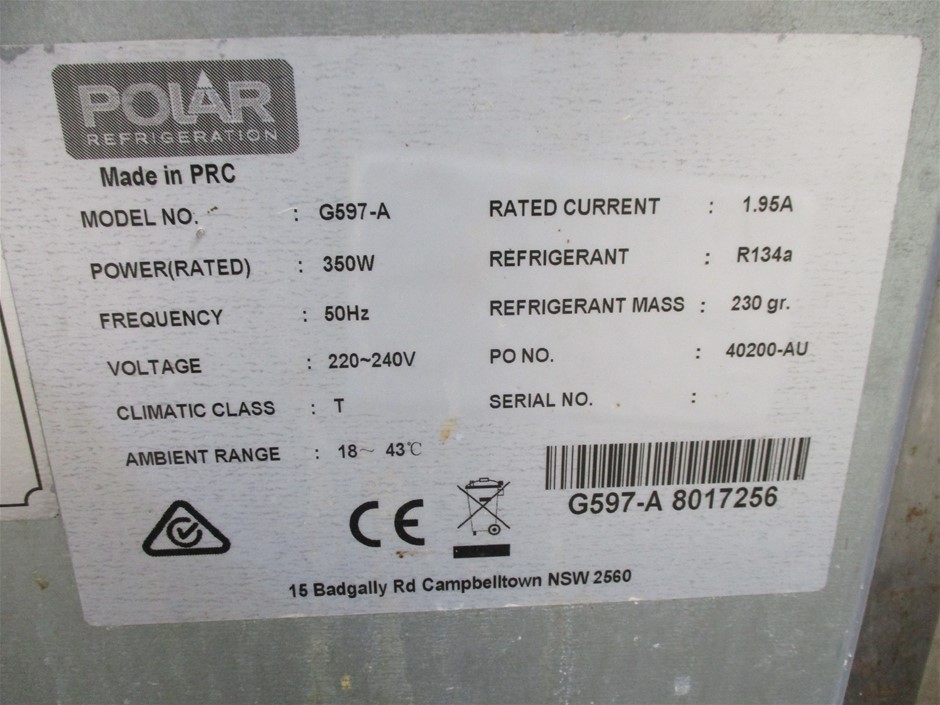 POLAR
REFRIGERATION
Made in PRC
MODEL NO. : G597-A
POWER(RATED) : 350W
FREQUENCY : 50Hz
VOLTAGE : 220~240V
CLIMATIC CLASS : T
AMBIENT RANGE : 18~ 43℃
RATED CURRENT : 1.95A
REFRIGERANT : R134a
REFRIGERANT MASS : 230 gr.
PO NO. : 40200-AU
SERIAL NO. :
G597-A 8017256
CE
15 Badgally Rd Campbelltown NSW 2560